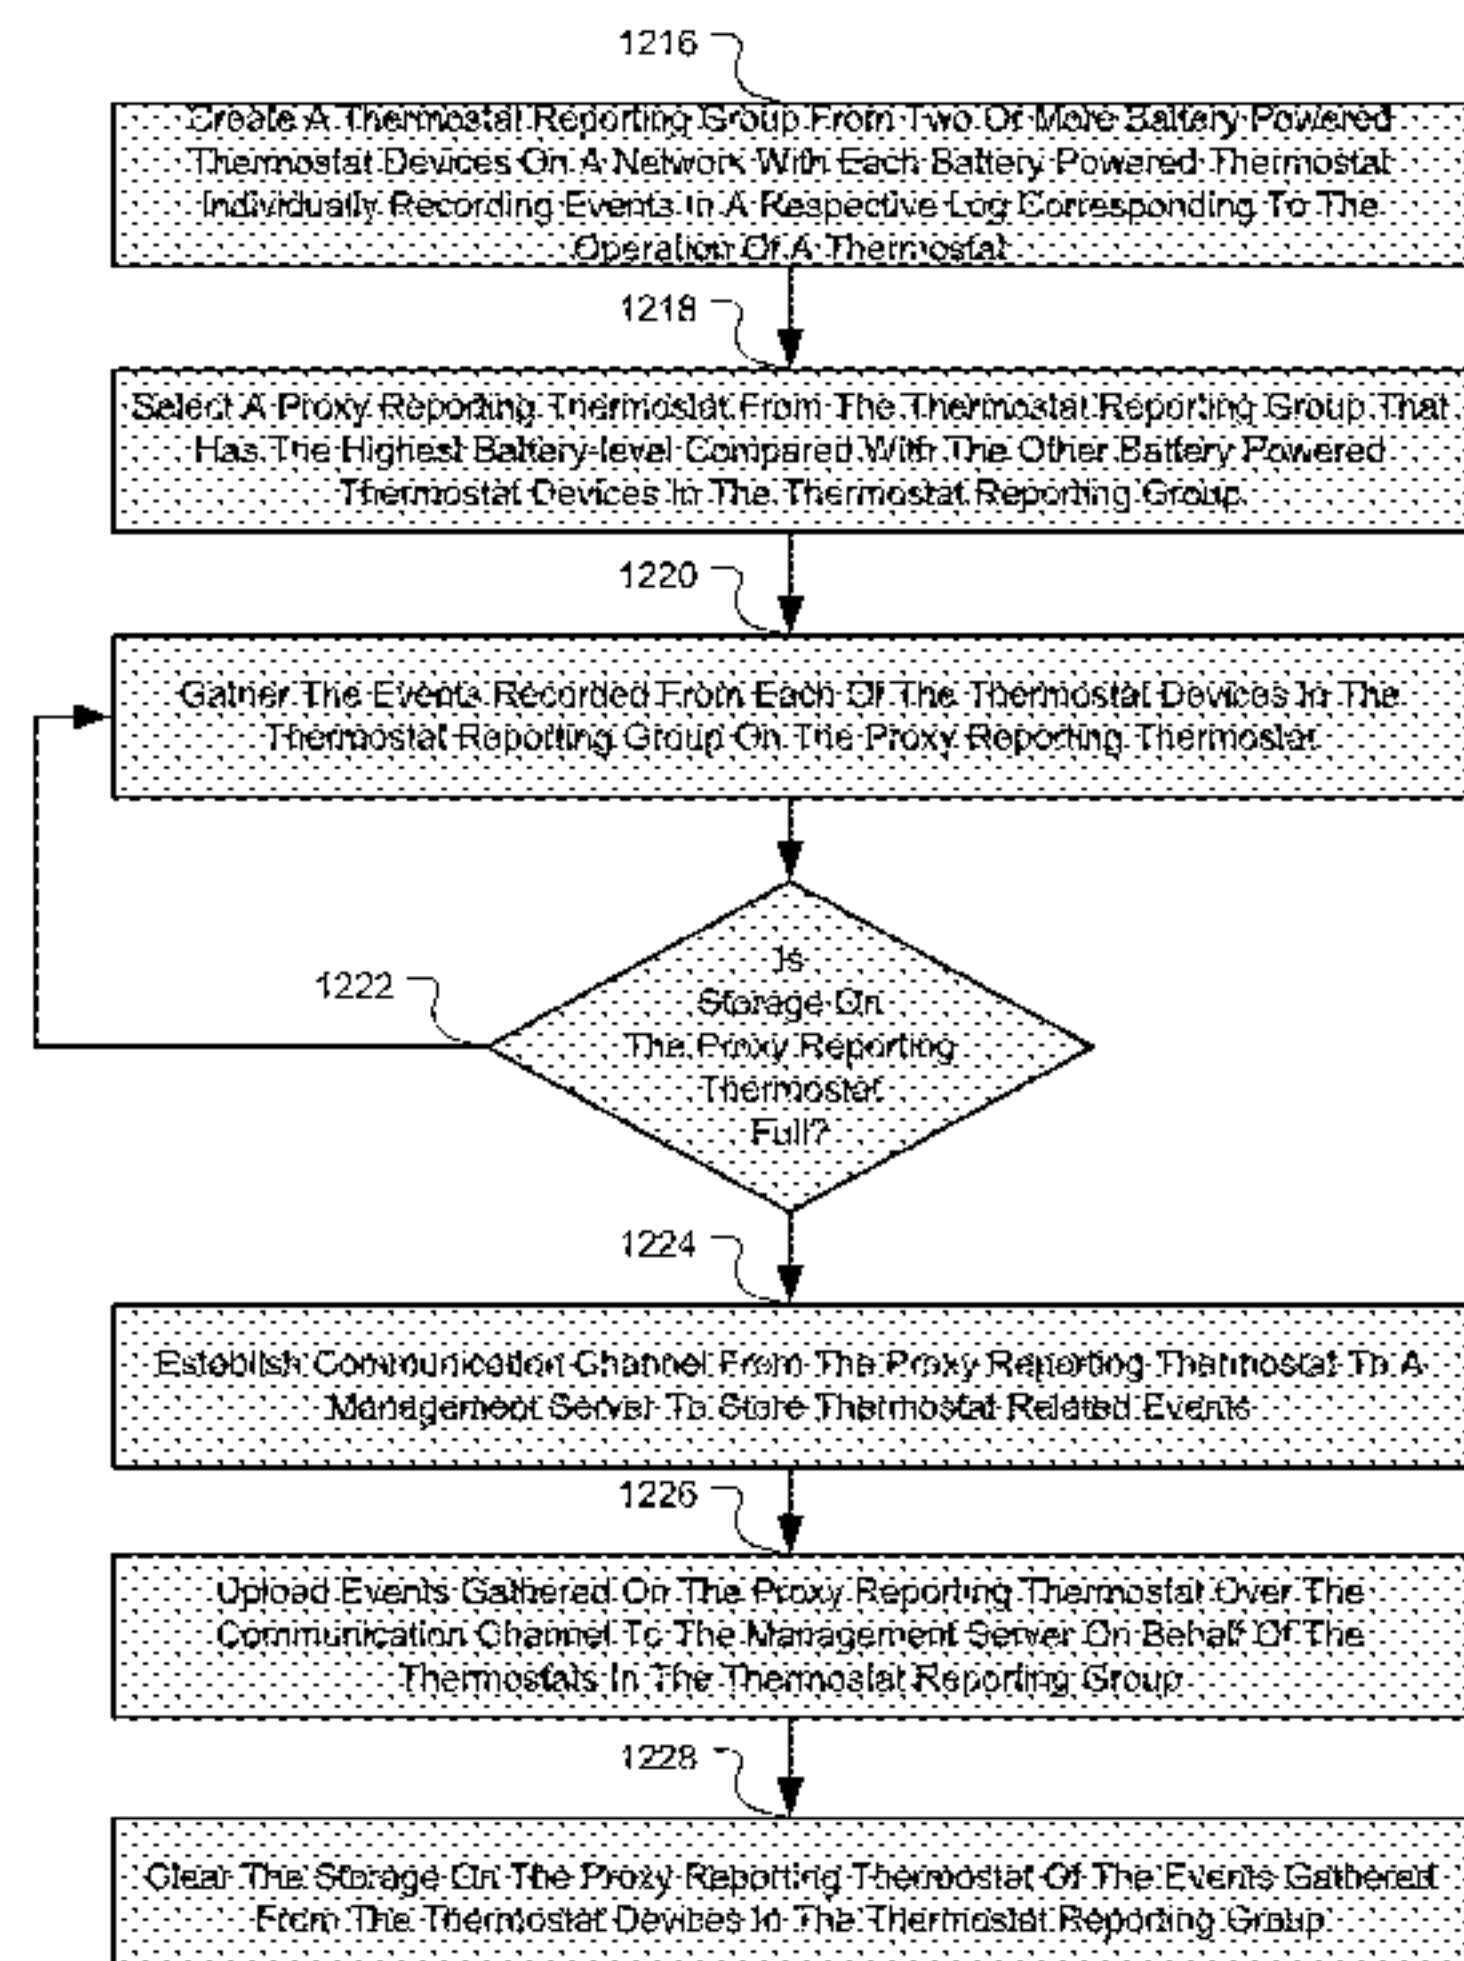 1216
Create A Thermostat Reporting Group From Two Or More Battery Powered
Thermostat Devices On A Network With Each Battery Powered Thermostat
Individually Recording Events In A Respective Log Corresponding To The
Operation Of A Thermostat
1218
Select A Proxy Reporting Thermostat From The Thermostat Reporting Group That
Has The Highest Battery-level Compared With The Other Battery Powered
Thermostat Devices In The Thermostat Reporting Group
1220
Gather The Events Recorded From Each Of The Thermostat Devices In The
Thermostat Reporting Group On The Proxy Reporting Thermostat
1222
Is
Storage On
The Proxy Reporting
Thermostat
Full?
1224
Establish Communication Channel From The Proxy Reporting Thermostat To A
Management Server To Store Thermostat Related Events
1226
Upload Events Gathered On The Proxy Reporting Thermostat Over The
Communication Channel To The Management Server On Behalf Of The
Thermostats In The Thermostat Reporting Group
1228
Clear The Storage On The Proxy Reporting Thermostat Of The Events Gathered
From The Thermostat Devices In The Thermostat Reporting Group